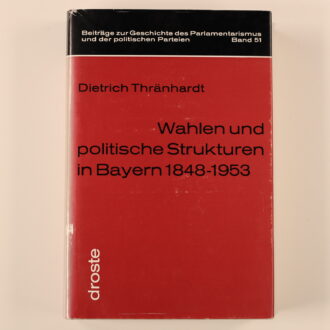 Beiträge zur Geschichte des Parlamentarismus
und der politischen Parteien Band 51
Dietrich Thränhardt
Wahlen und
politische Strukturen
in Bayern 1848-1953
droste